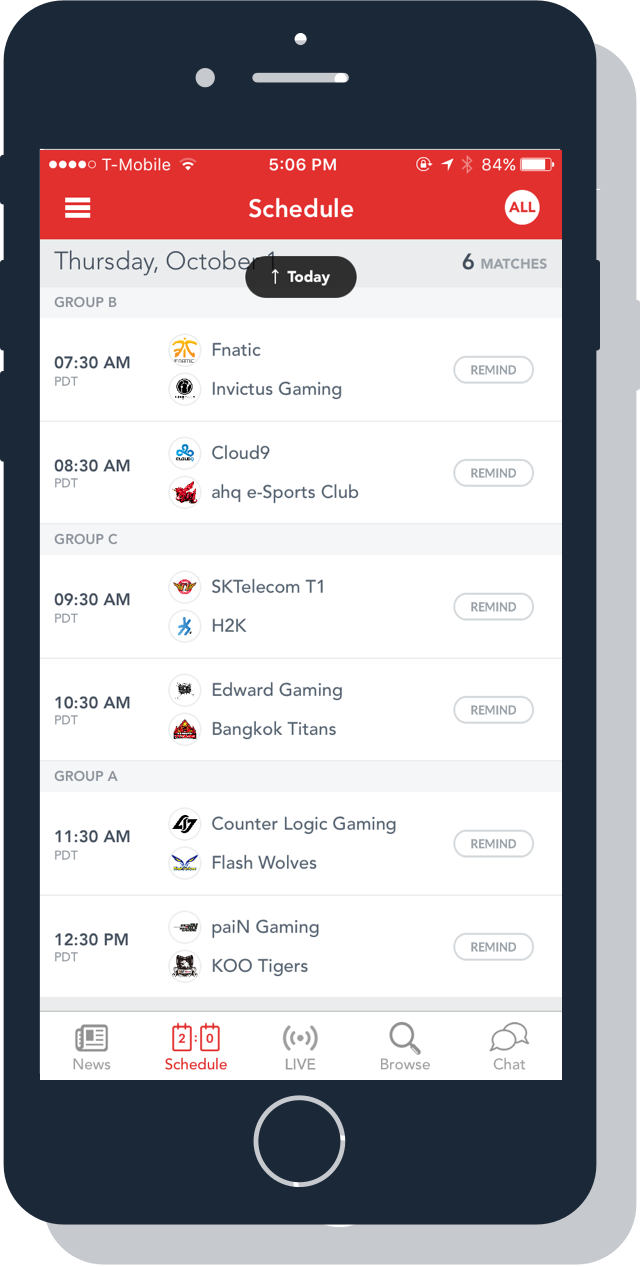 T-Mobile 5:06 PM 84%
Schedule ALL
Thursday, October 1 6 MATCHES
↑ Today
GROUP B
07:30 AM PDT
Fnatic
Invictus Gaming
REMIND
08:30 AM PDT
Cloud9
ahq e-Sports Club
REMIND
GROUP C
09:30 AM PDT
SKTelecom T1
H2K
REMIND
10:30 AM PDT
Edward Gaming
Bangkok Titans
REMIND
GROUP A
11:30 AM PDT
Counter Logic Gaming
Flash Wolves
REMIND
12:30 PM PDT
paiN Gaming
KOO Tigers
REMIND
2:0
News Schedule LIVE Browse Chat